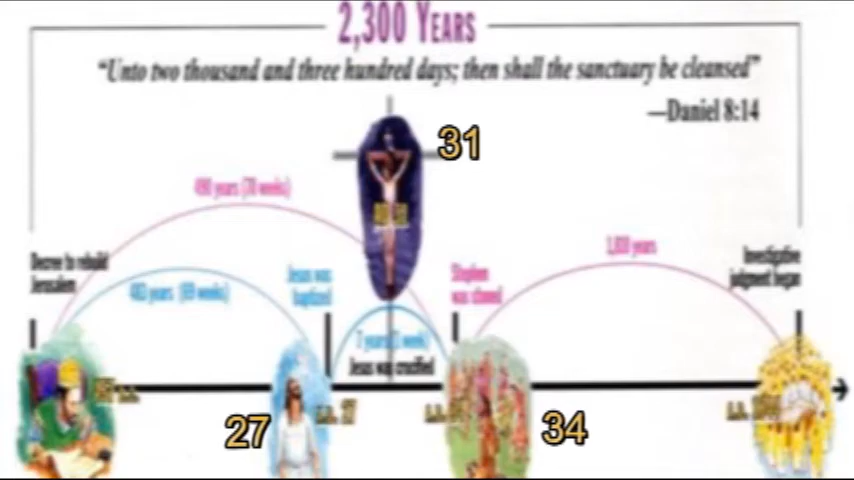 2,300 YEARS
“Unto two thousand and three hundred days; then shall the sanctuary be cleansed”
—Daniel 8:14
31
490 years (70 weeks)
1,810 years
Decree to rebuild
Jerusalem
483 years (69 weeks)
Jesus was
baptized
Stephen
was stoned
Investigative
judgment began
7 years (1 week)
Jesus was crucified
A.D. 27
A.D.
A.D.
27
34